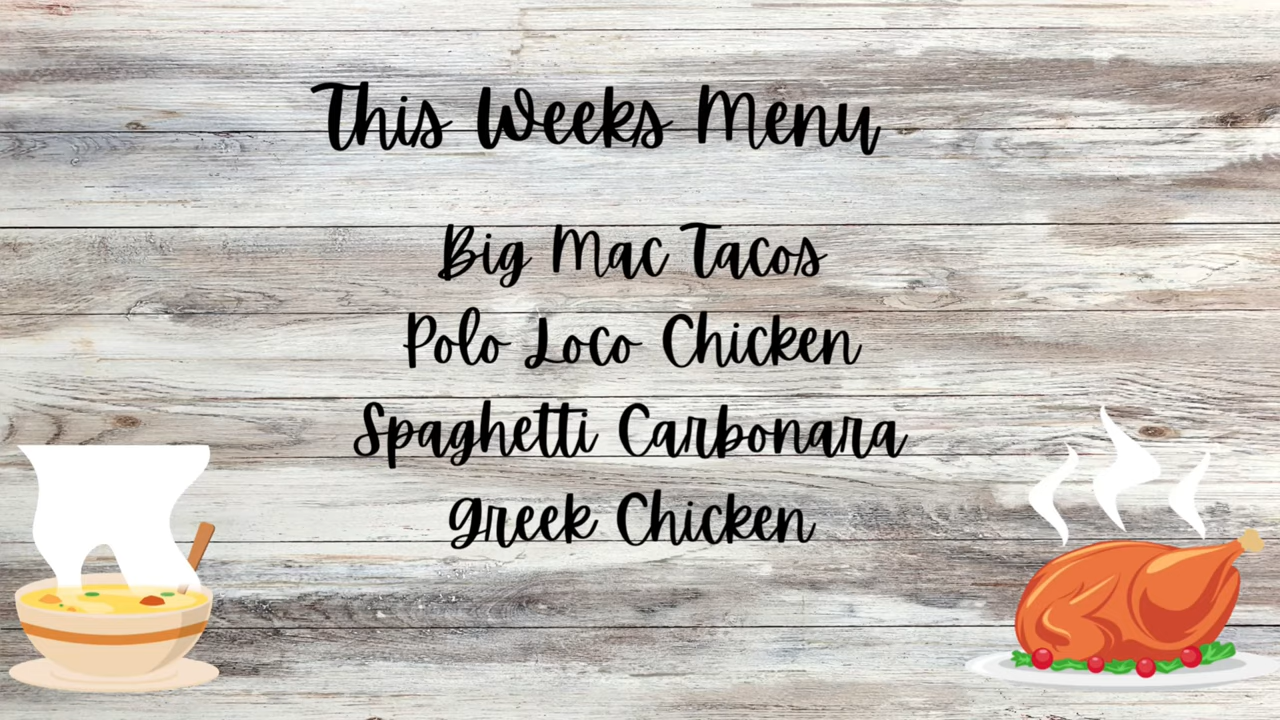 This Weeks Menu
Big Mac Tacos
Polo Loco Chicken
Spaghetti Carbonara
Greek Chicken